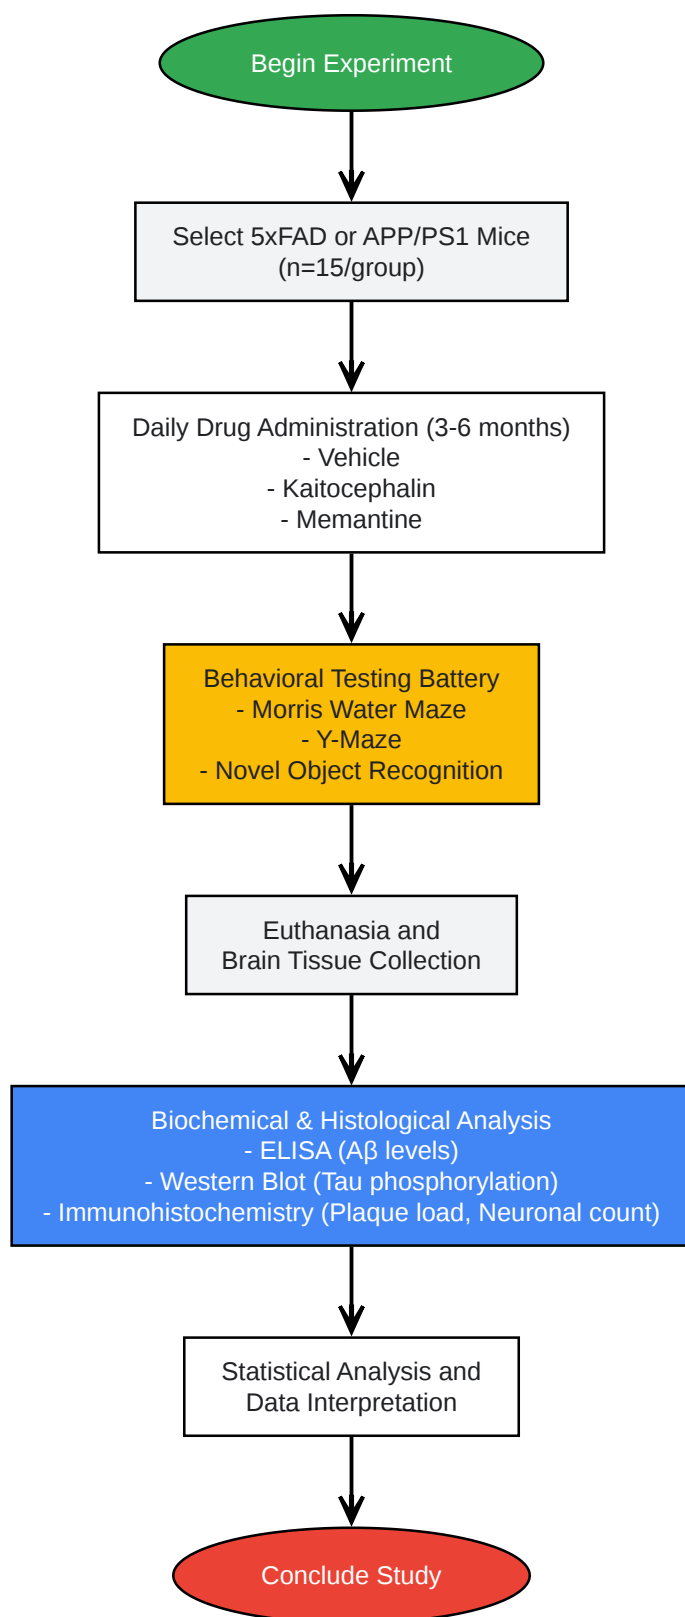 Begin Experiment
Select 5xFAD or APP/PS1 Mice
(n=15/group)
Daily Drug Administration (3-6 months)
- Vehicle
- Kaitocephalin
- Memantine
Behavioral Testing Battery
- Morris Water Maze
- Y-Maze
- Novel Object Recognition
Euthanasia and
Brain Tissue Collection
Biochemical & Histological Analysis
- ELISA (Aβ levels)
- Western Blot (Tau phosphorylation)
- Immunohistochemistry (Plaque load, Neuronal count)
Statistical Analysis and
Data Interpretation
Conclude Study